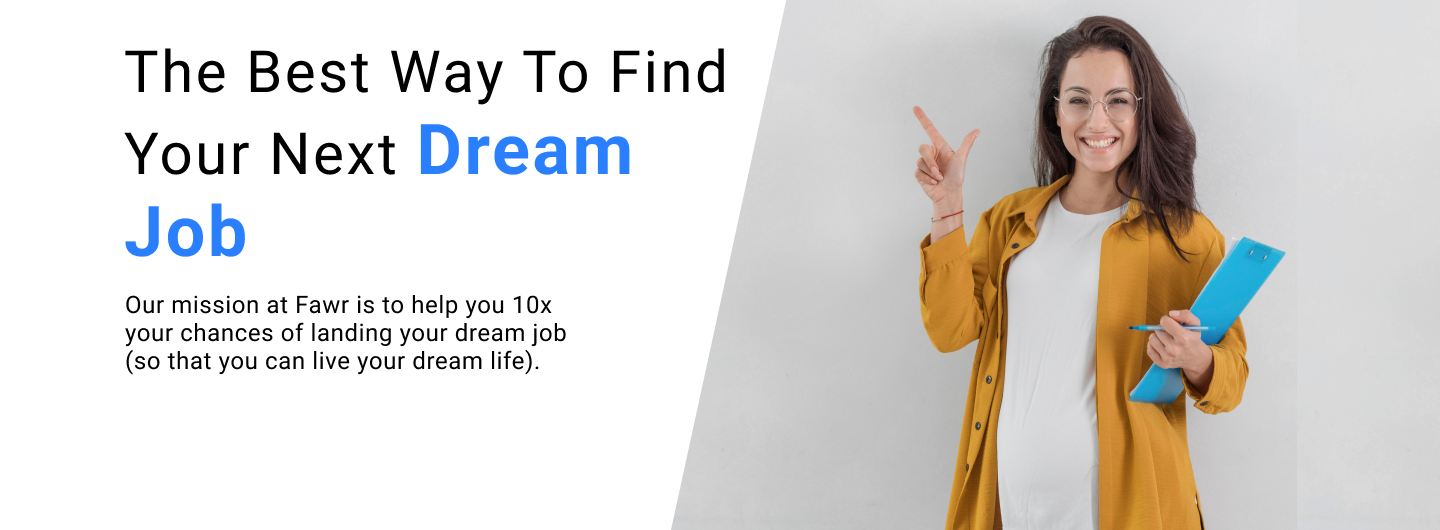 The Best Way To Find
Your Next Dream
Job
Our mission at Fawr is to help you 10x
your chances of landing your dream job
(so that you can live your dream life).